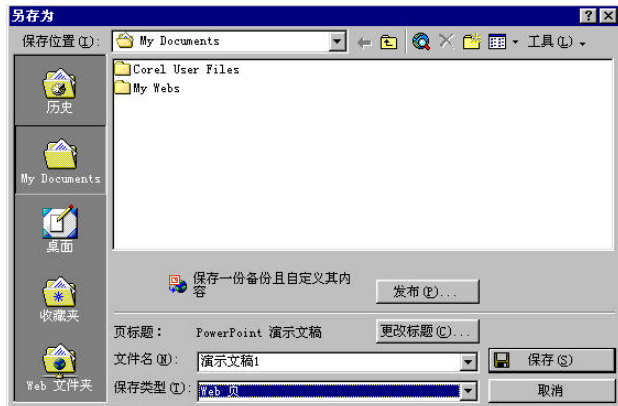 另存为
保存位置(I): My Documents 工具(L)
Corel User Files
My Webs
历史
My Documents
桌面
收藏夹
Web 文件夹
保存一份备份且自定义其内
容
发布(P)...
页标题: PowerPoint 演示文稿 更改标题(C)...
文件名(N): 演示文稿1 保存(S)
保存类型(T): Web 页 取消